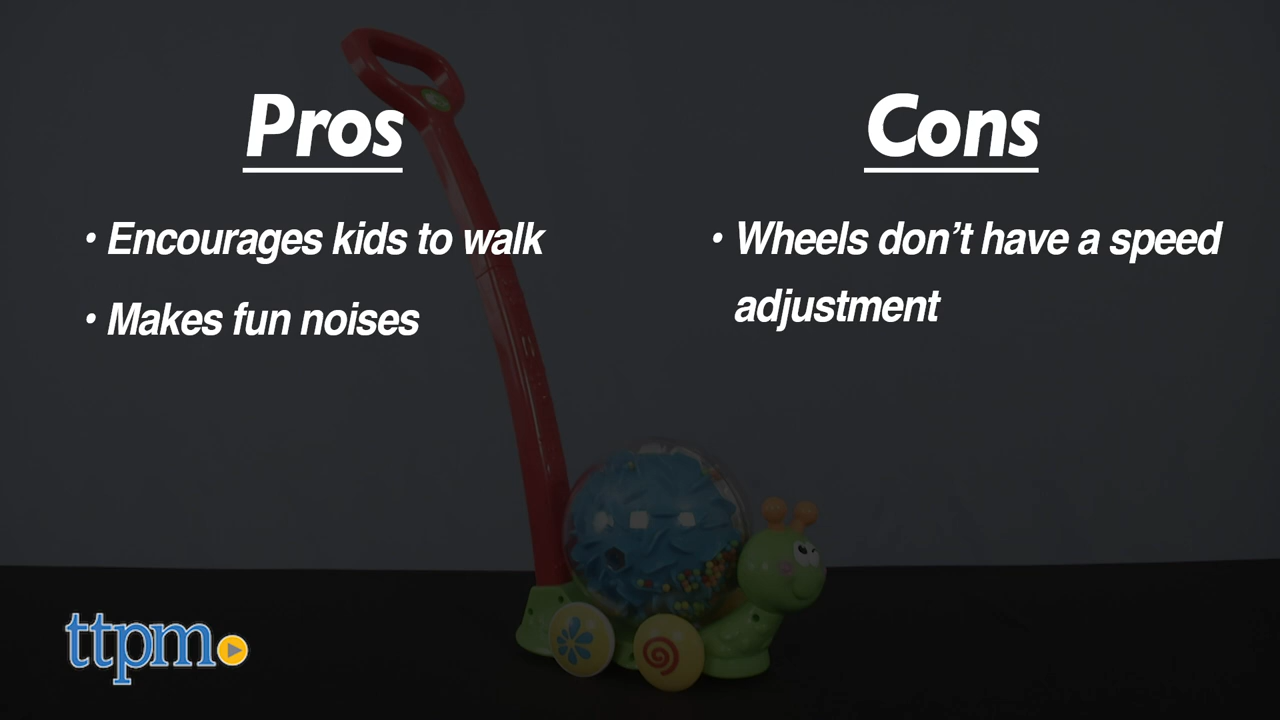 Pros
• Encourages kids to walk
• Makes fun noises
Cons
• Wheels don’t have a speed
adjustment
ttpm